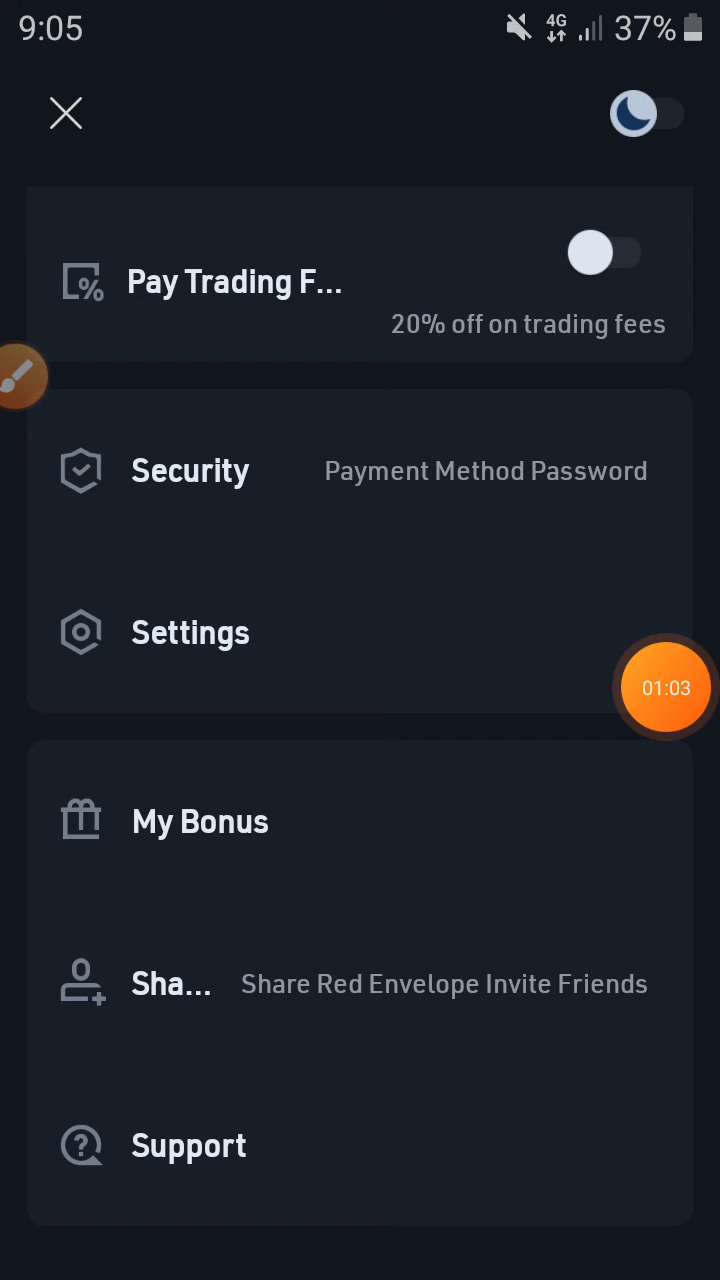 9:05 4G 37%
Pay Trading F...
20% off on trading fees
Security Payment Method Password
Settings
01:03
My Bonus
Sha... Share Red Envelope Invite Friends
Support